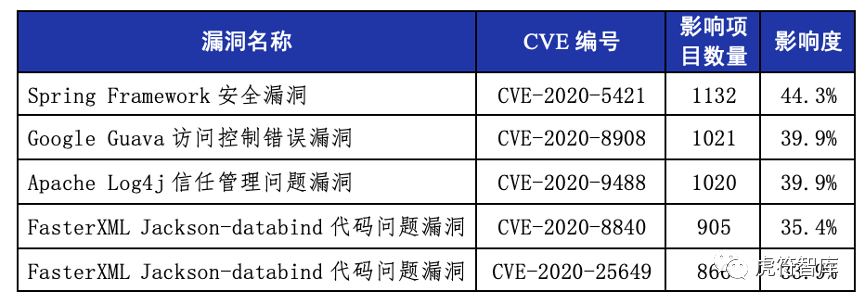 漏洞名称 CVE 编号 影响项目数量 影响度
Spring Framework 安全漏洞 CVE-2020-5421 1132 44.3%
Google Guava 访问控制错误漏洞 CVE-2020-8908 1021 39.9%
Apache Log4j 信任管理问题漏洞 CVE-2020-9488 1020 39.9%
FasterXML Jackson-databind 代码问题漏洞 CVE-2020-8840 905 35.4%
FasterXML Jackson-databind 代码问题漏洞 CVE-2020-25649
虎符智库